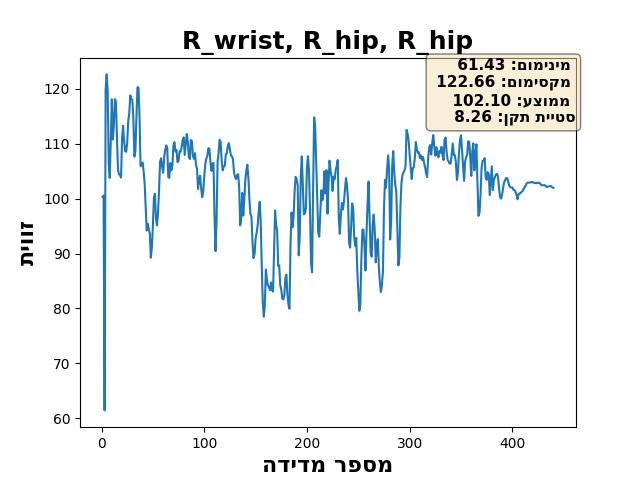 R_wrist, R_hip, R_hip
מינימום: 61.43
מקסימום: 122.66
ממוצע: 102.10
סטיית תקן: 8.26
120
110
100
90
80
70
60
זווית
0 100 200 300 400
מספר מדידה